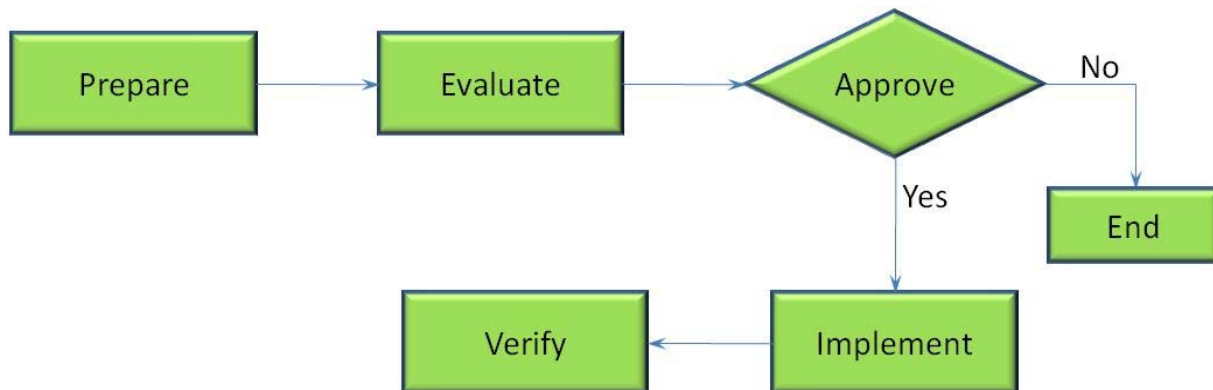 Prepare
Evaluate
Approve
No
Yes
End
Verify
Implement